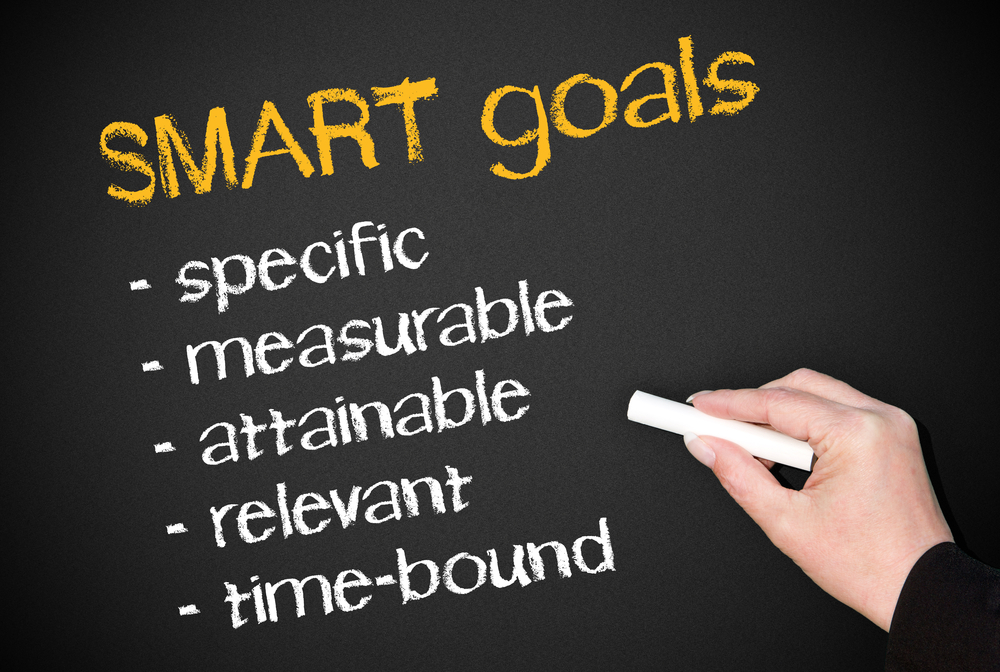 SMART goals
- specific
- measurable
- attainable
- relevant
- time-bound